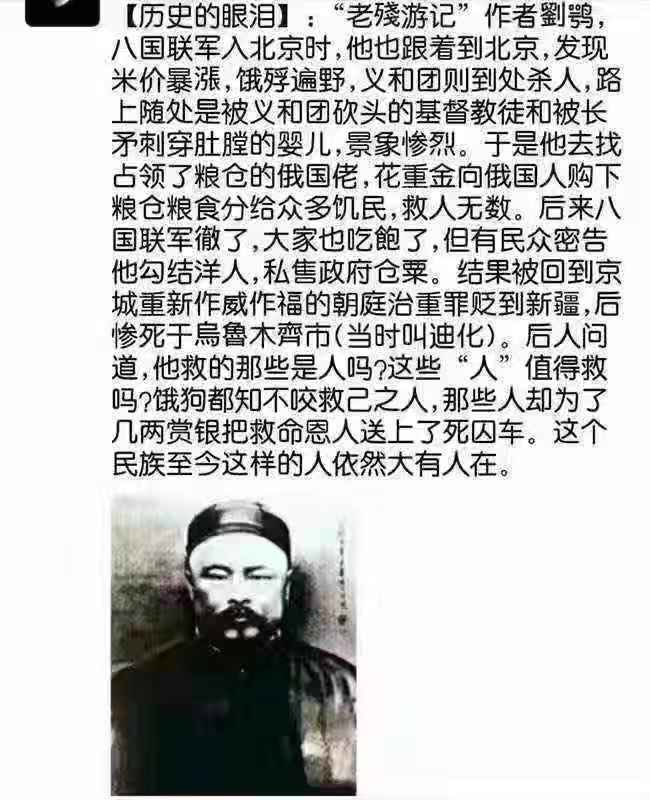 【历史的眼泪】：“老殘游记”作者劉鹗，
八国联军入北京时，他也跟着到北京，发现
米价暴漲，饿殍遍野，义和团则到处杀人，路
上随处是被义和团砍头的基督教徒和被长
矛刺穿肚膛的婴儿，景象惨烈。于是他去找
占领了粮仓的俄国佬，花重金向俄国人购下
粮仓粮食分给众多饥民，救人无数。后来八
国联军徹了，大家也吃飽了，但有民众密告
他勾结洋人，私售政府仓粟。结果被回到京
城重新作威作福的朝庭治重罪贬到新疆，后
惨死于烏魯木齊市(当时叫迪化)。后人问
道，他救的那些是人吗?这些“人”值得救
吗?饿狗都知不咬救己之人，那些人却为了
几两赏银把救命恩人送上了死囚车。这个
民族至今这样的人依然大有人在。